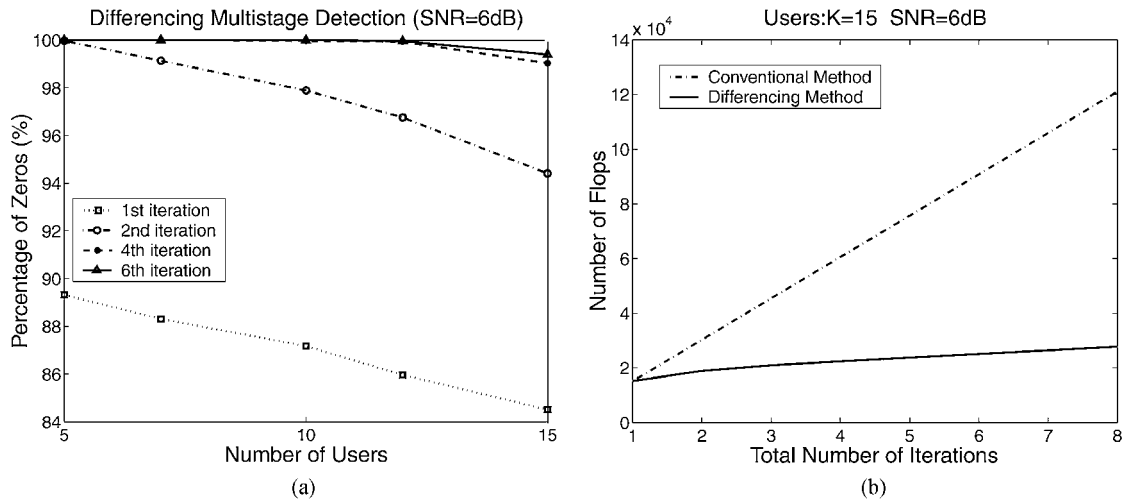 Differencing Multistage Detection (SNR=6dB)
100
98
96
94
92
90
88
86
84
Percentage of Zeros (%)
1st iteration
2nd iteration
4th iteration
6th iteration
5
10
15
Number of Users
(a)
Users:K=15 SNR=6dB
x 10^4
14
12
10
8
6
4
2
0
Number of Flops
Conventional Method
Differencing Method
1
2
3
4
5
6
7
8
Total Number of Iterations
(b)